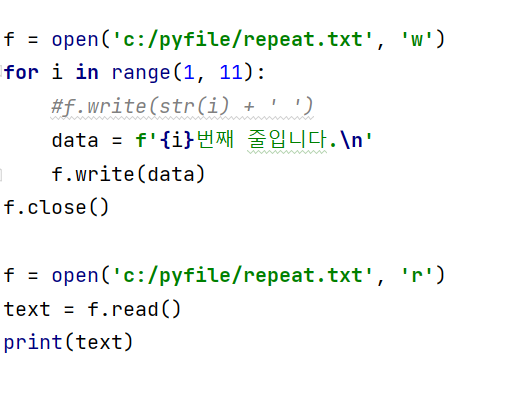 f = open('c:/pyfile/repeat.txt', 'w')
for i in range(1, 11):
    #f.write(str(i) + ' ')
    data = f'{i}번째 줄입니다.\n'
    f.write(data)
f.close()

f = open('c:/pyfile/repeat.txt', 'r')
text = f.read()
print(text)